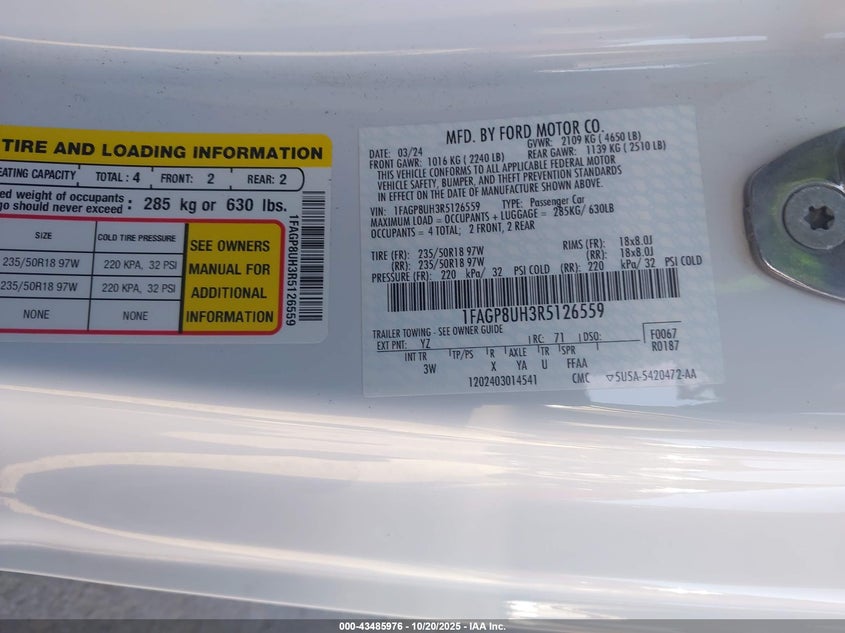 TIRE AND LOADING INFORMATION
EATING CAPACITY TOTAL: 4 FRONT: 2 REAR: 2
ed weight of occupants
go should never exceed : 285 kg or 630 lbs.
SIZE COLD TIRE PRESSURE
235/50R18 97W 220 KPA, 32 PSI
235/50R18 97W 220 KPA, 32 PSI
NONE NONE
SEE OWNERS
MANUAL FOR
ADDITIONAL
INFORMATION
1FAGP8UH3R5126559
MFD. BY FORD MOTOR CO.
DATE: 03/24 GVWR: 2109 KG (4650 LB)
FRONT GAWR: 1016 KG (2240 LB) REAR GAWR: 1139 KG (2510 LB)
THIS VEHICLE CONFORMS TO ALL APPLICABLE FEDERAL MOTOR
VEHICLE SAFETY, BUMPER, AND THEFT PREVENTION STANDARDS
IN EFFECT ON THE DATE OF MANUFACTURE SHOWN ABOVE.
VIN: 1FAGP8UH3R5126559 TYPE: Passenger Car
MAXIMUM LOAD = OCCUPANTS + LUGGAGE = 285KG/ 630LB
OCCUPANTS = 4 TOTAL; 2 FRONT, 2 REAR
TIRE (FR): 235/50R18 97W RIMS (FR): 18x8.0J
(RR): 235/50R18 97W (RR): 18x8.0J
PRESSURE (FR): 220 kPa/ 32 PSI COLD (RR): 220 kPa/ 32 PSI COLD
1FAGP8UH3R5126559
TRAILER TOWING - SEE OWNER GUIDE
EXT PNT: YZ RC: 71 DSO: F0067
INT TR TP/PS R AXLE TR SPR R0187
3W X YA U FFAA
1202403014541 CMC ▽5USA-5420472-AA
000-43485976 | 10/20/2025 | IAA Inc.